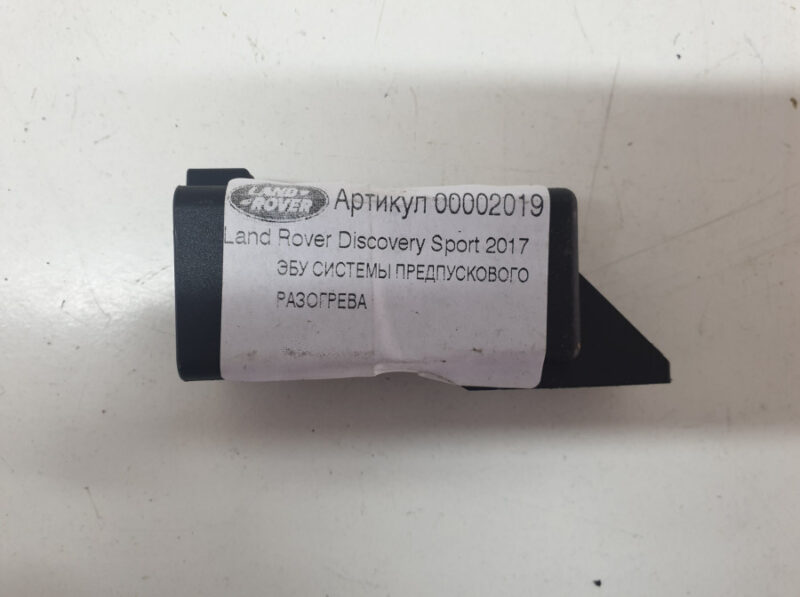 LAND
ROVER
Артикул 00002019
Land Rover Discovery Sport 2017
ЭБУ СИСТЕМЫ ПРЕДПУСКОВОГО
РАЗОГРЕВА